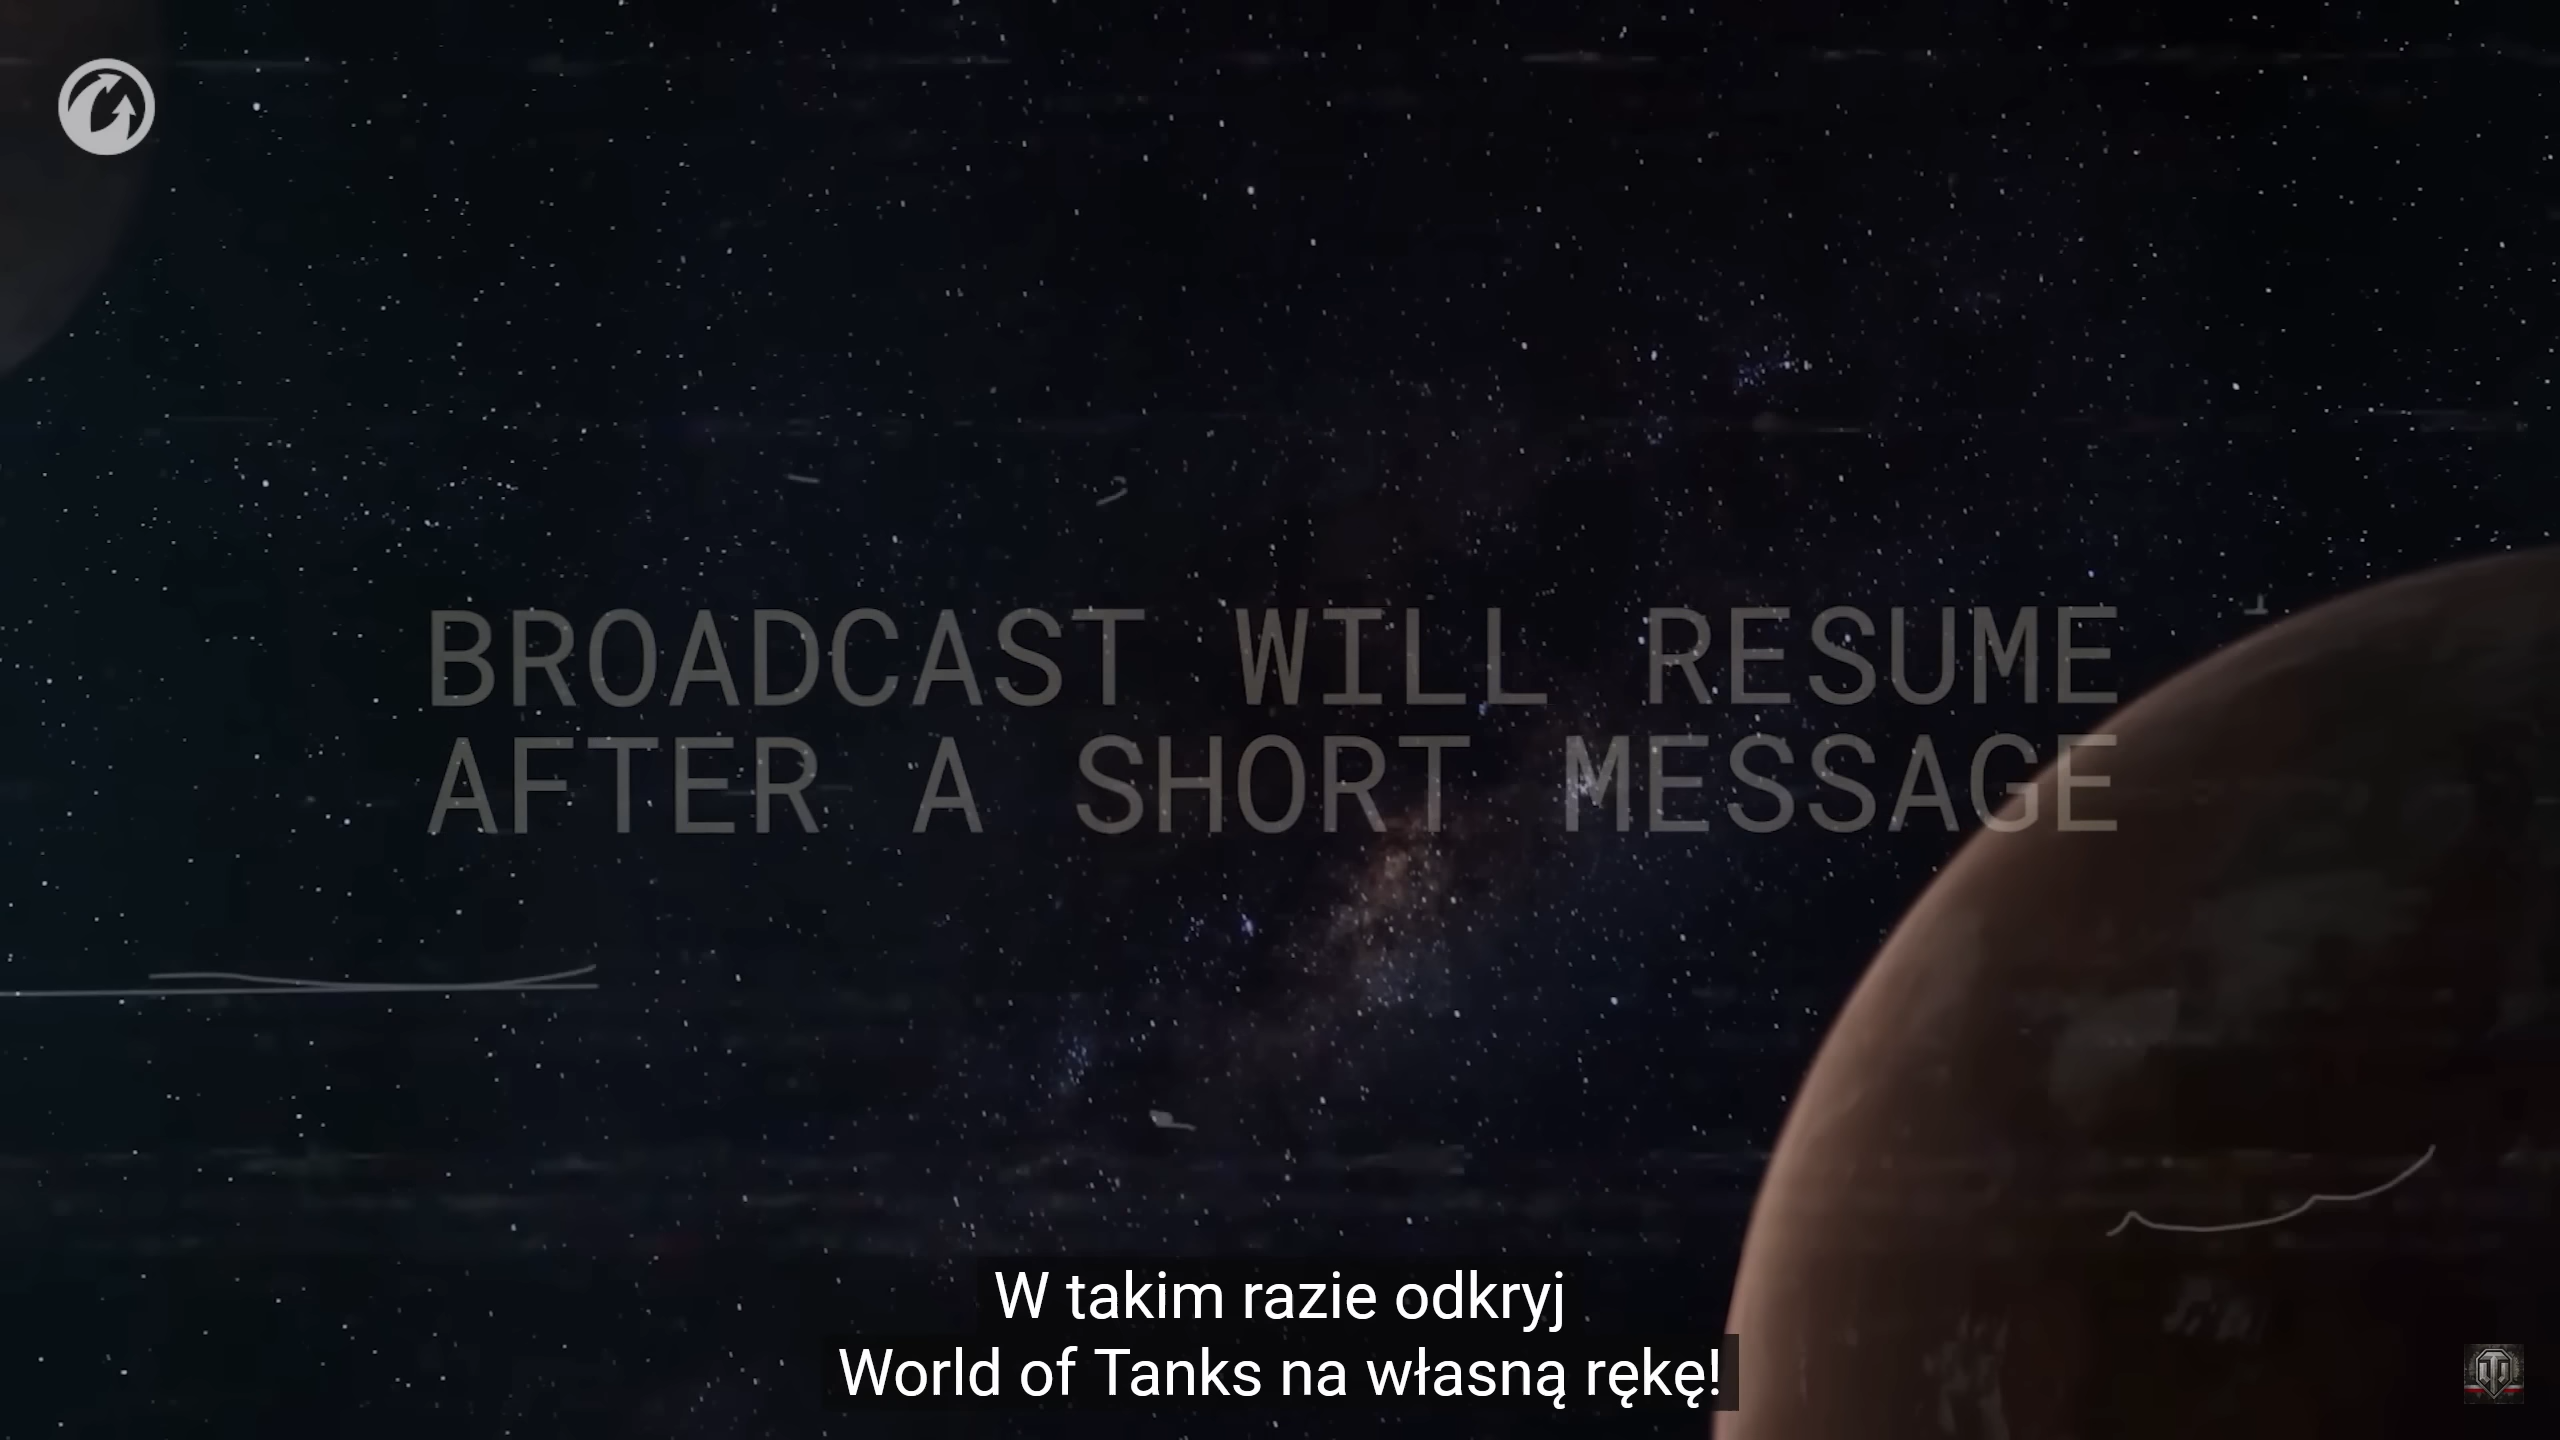 BROADCAST WILL RESUME
AFTER A SHORT MESSAGE
W takim razie odkryj
World of Tanks na własną rękę!